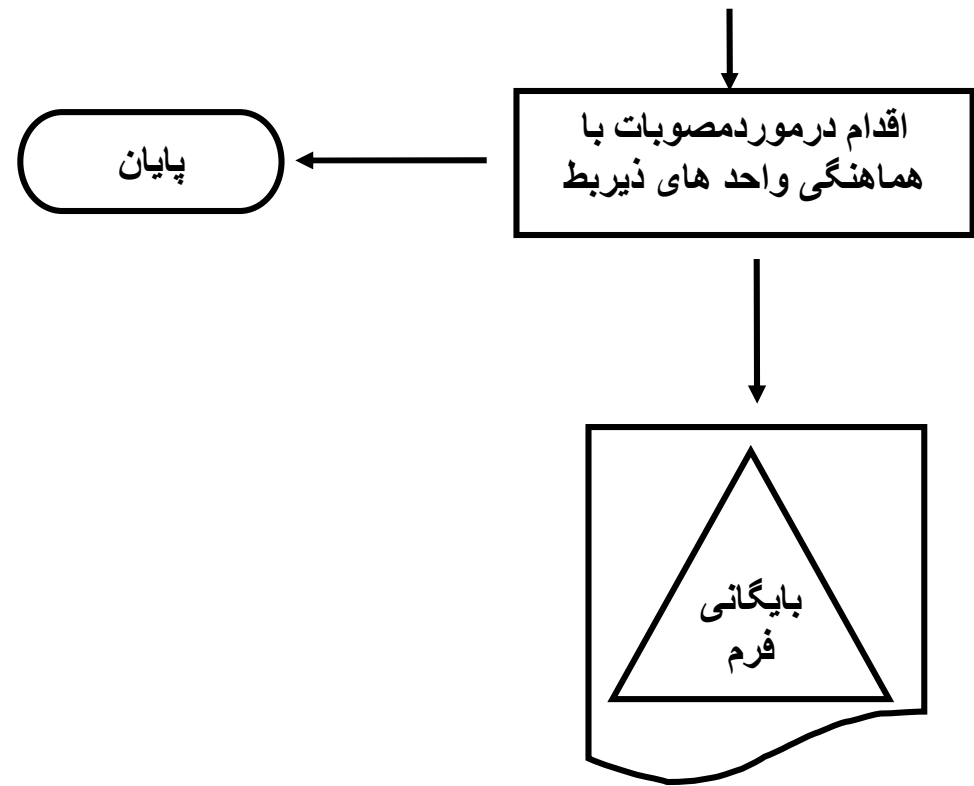 اقدام درموردمصوبات با
هماهنگی واحد های ذیربط
پایان
بایگانی
فرم